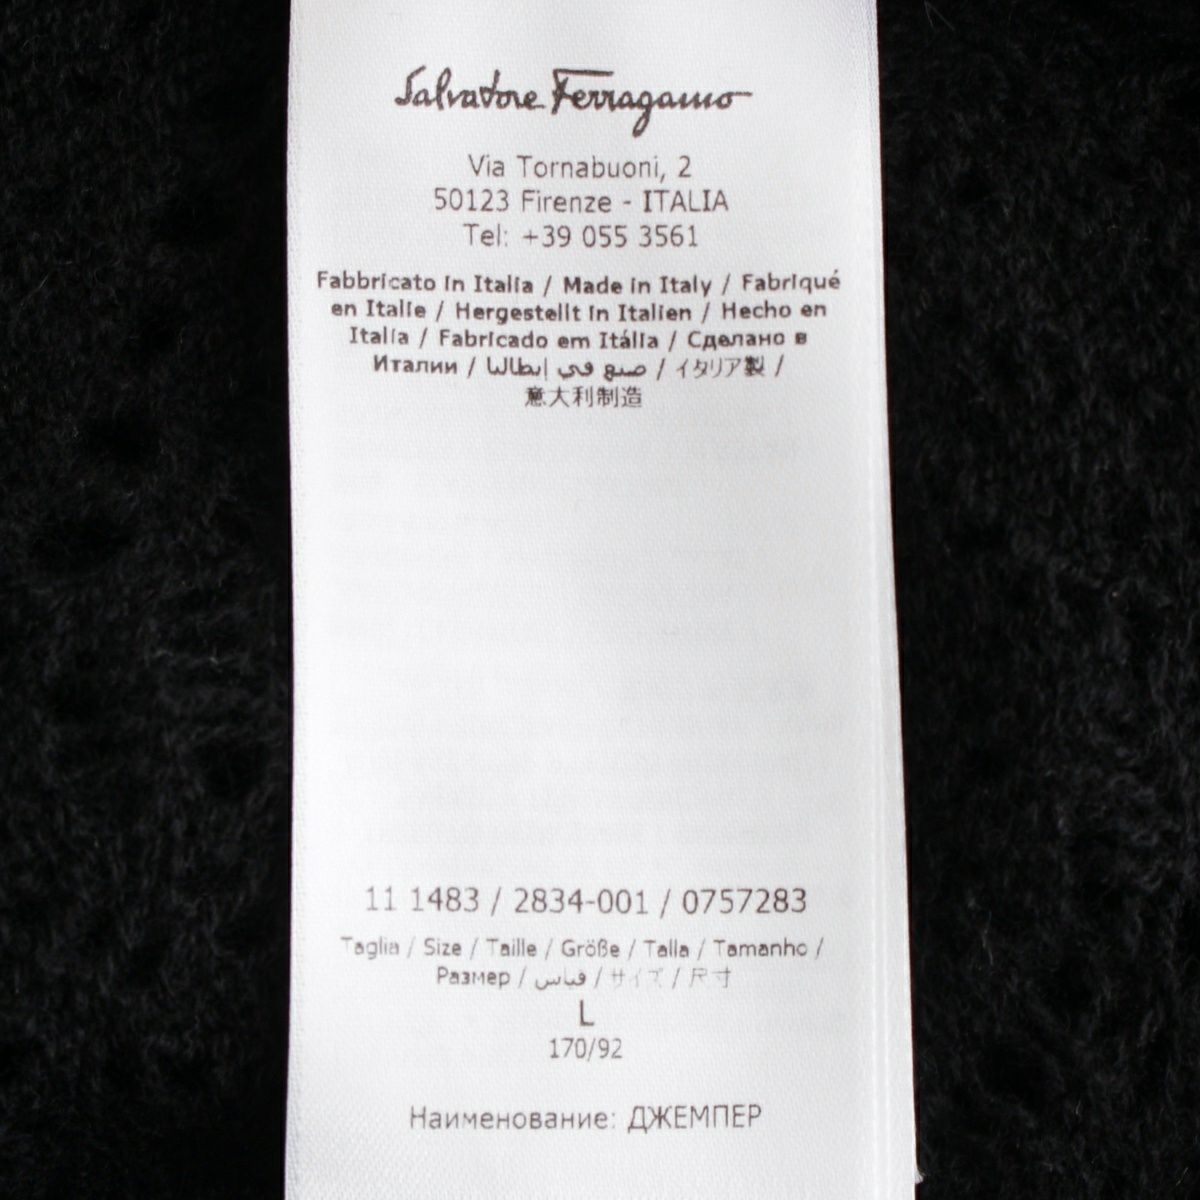 Salvatore Ferragamo
Via Tornabuoni, 2
50123 Firenze - ITALIA
Tel: +39 055 3561
Fabbricato in Italia / Made in Italy / Fabriqué
en Italie / Hergestellt in Italien / Hecho en
Italia / Fabricado em Itália / Сделано в
Италии / صنع في إيطاليا / イタリア製 /
意大利制造
11 1483 / 2834-001 / 0757283
Taglia / Size / Taille / Größe / Talla / Tamanho /
Размер / قياس / サイズ / 尺寸
L
170/92
Наименование: ДЖЕМПЕР